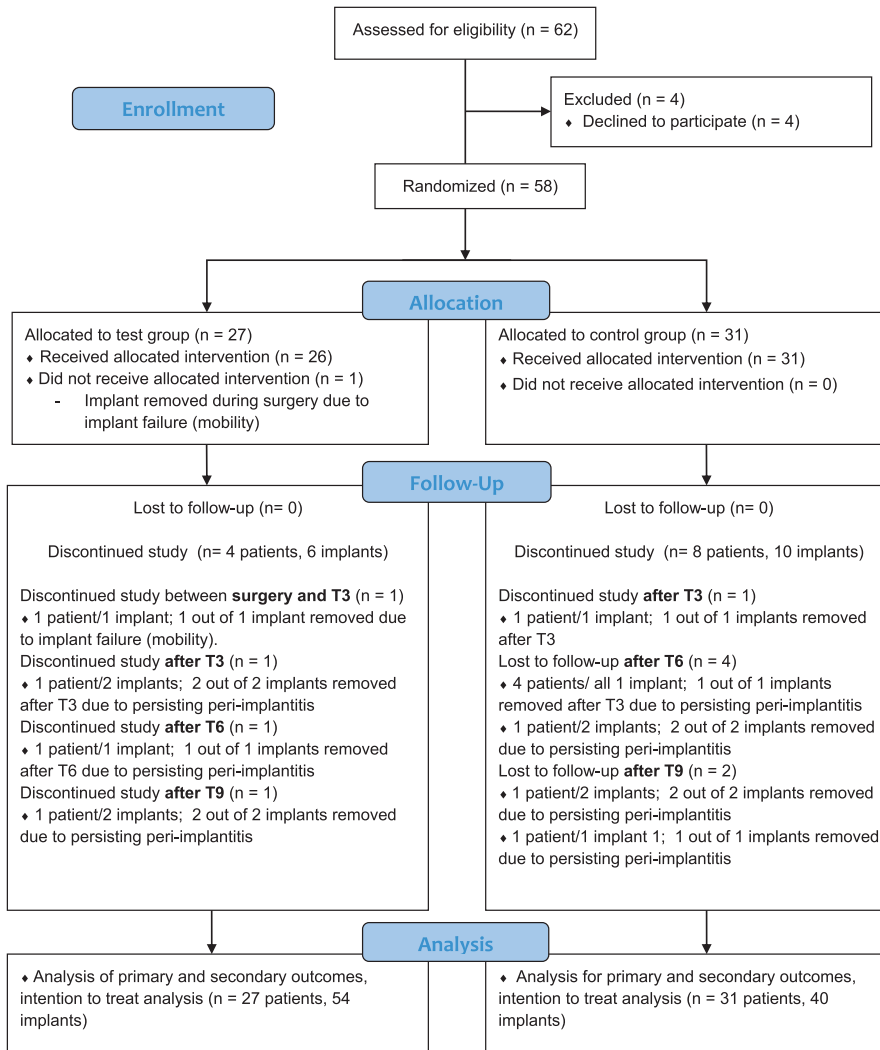 Assessed for eligibility (n = 62)
Enrollment
Excluded (n = 4)
♦ Declined to participate (n = 4)
Randomized (n = 58)
Allocation
Allocated to test group (n = 27)
♦ Received allocated intervention (n = 26)
♦ Did not receive allocated intervention (n = 1)
- Implant removed during surgery due to
implant failure (mobility)
Allocated to control group (n = 31)
♦ Received allocated intervention (n = 31)
♦ Did not receive allocated intervention (n = 0)
Follow-Up
Lost to follow-up (n= 0)
Discontinued study (n= 4 patients, 6 implants)
Discontinued study between surgery and T3 (n = 1)
♦ 1 patient/1 implant; 1 out of 1 implant removed due
to implant failure (mobility).
Discontinued study after T3 (n = 1)
♦ 1 patient/2 implants; 2 out of 2 implants removed
after T3 due to persisting peri-implantitis
Discontinued study after T6 (n = 1)
♦ 1 patient/1 implant; 1 out of 1 implants removed
after T6 due to persisting peri-implantitis
Discontinued study after T9 (n = 1)
♦ 1 patient/2 implants; 2 out of 2 implants removed
due to persisting peri-implantitis
Lost to follow-up (n= 0)
Discontinued study (n= 8 patients, 10 implants)
Discontinued study after T3 (n = 1)
♦ 1 patient/1 implant; 1 out of 1 implants removed
after T3
Lost to follow-up after T6 (n = 4)
♦ 4 patients/ all 1 implant; 1 out of 1 implants
removed after T3 due to persisting peri-implantitis
♦ 1 patient/2 implants; 2 out of 2 implants removed
due to persisting peri-implantitis
Lost to follow-up after T9 (n = 2)
♦ 1 patient/2 implants; 2 out of 2 implants removed
due to persisting peri-implantitis
♦ 1 patient/1 implant 1; 1 out of 1 implants removed
due to persisting peri-implantitis
Analysis
♦ Analysis of primary and secondary outcomes,
intention to treat analysis (n = 27 patients, 54
implants)
♦ Analysis for primary and secondary outcomes,
intention to treat analysis (n = 31 patients, 40
implants)